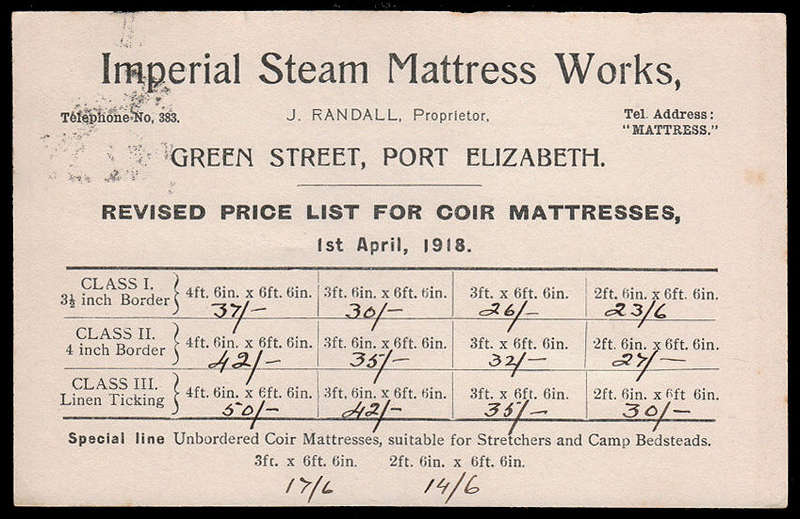 Imperial Steam Mattress Works,
Telephone No, 383.
J. RANDALL, Proprietor,
Tel. Address:
"MATTRESS."
GREEN STREET, PORT ELIZABETH.
REVISED PRICE LIST FOR COIR MATTRESSES,
1st April, 1918.
CLASS I.
3½ inch Border } 4ft. 6in. x 6ft. 6in. 3ft. 6in. x 6ft. 6in. 3ft. x 6ft. 6in. 2ft. 6in. x 6ft. 6in.
37/- 30/- 26/- 23/6
CLASS II.
4 inch Border } 4ft. 6in. x 6ft. 6in. 3ft. 6in. x 6ft. 6in. 3ft. x 6ft. 6in. 2ft. 6in. x 6ft. 6in.
42/- 35/- 32/- 27/-
CLASS III.
Linen Ticking } 4ft. 6in. x 6ft. 6in. 3ft. 6in. x 6ft. 6in. 3ft. x 6ft. 6in. 2ft. 6in. x 6ft 6in.
50/- 42/- 35/- 30/-
Special line Unbordered Coir Mattresses, suitable for Stretchers and Camp Bedsteads.
3ft. x 6ft. 6in. 2ft. 6in. x 6ft. 6in.
17/6 14/6